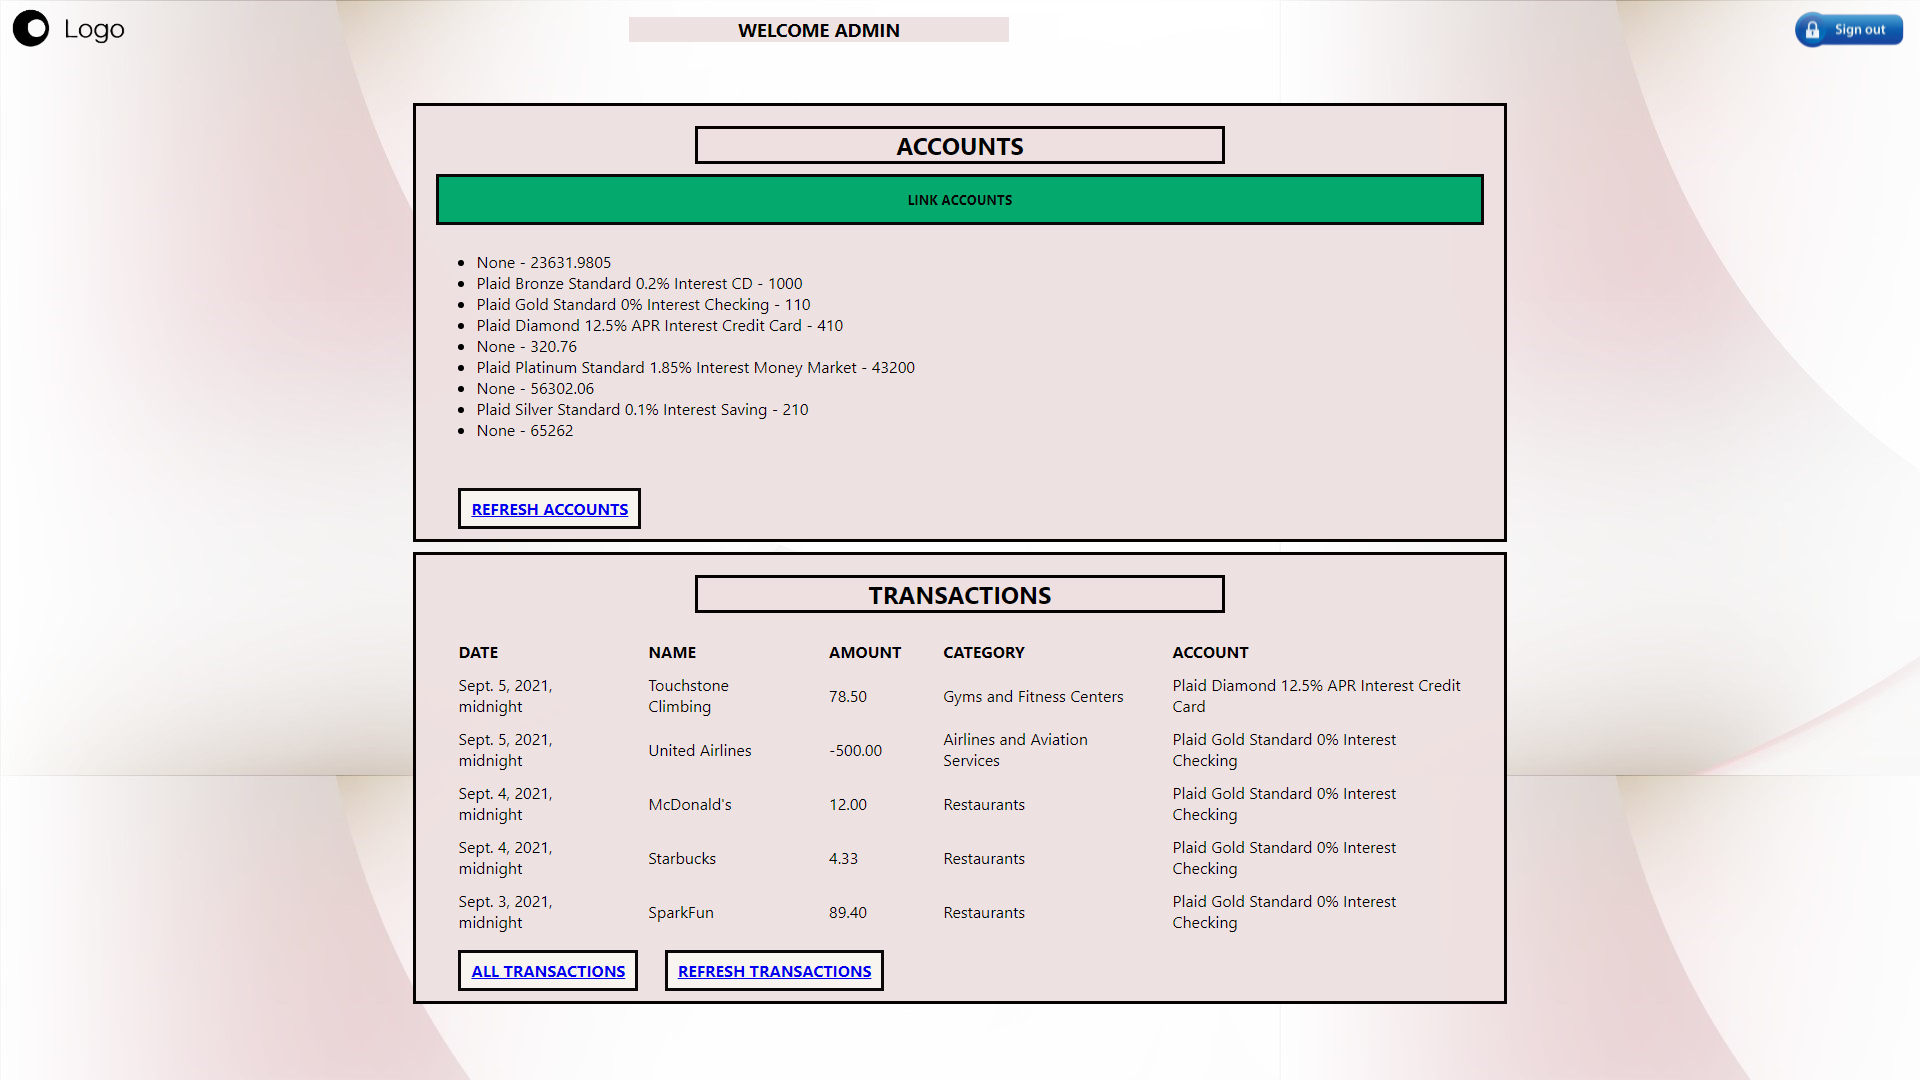 Logo
WELCOME ADMIN
Sign out
ACCOUNTS
LINK ACCOUNTS
None - 23631.9805
Plaid Bronze Standard 0.2% Interest CD - 1000
Plaid Gold Standard 0% Interest Checking - 110
Plaid Diamond 12.5% APR Interest Credit Card - 410
None - 320.76
Plaid Platinum Standard 1.85% Interest Money Market - 43200
None - 56302.06
Plaid Silver Standard 0.1% Interest Saving - 210
None - 65262
REFRESH ACCOUNTS
TRANSACTIONS
DATE NAME AMOUNT CATEGORY ACCOUNT
Sept. 5, 2021, midnight Touchstone Climbing 78.50 Gyms and Fitness Centers Plaid Diamond 12.5% APR Interest Credit Card
Sept. 5, 2021, midnight United Airlines -500.00 Airlines and Aviation Services Plaid Gold Standard 0% Interest Checking
Sept. 4, 2021, midnight McDonald's 12.00 Restaurants Plaid Gold Standard 0% Interest Checking
Sept. 4, 2021, midnight Starbucks 4.33 Restaurants Plaid Gold Standard 0% Interest Checking
Sept. 3, 2021, midnight SparkFun 89.40 Restaurants Plaid Gold Standard 0% Interest Checking
ALL TRANSACTIONS REFRESH TRANSACTIONS